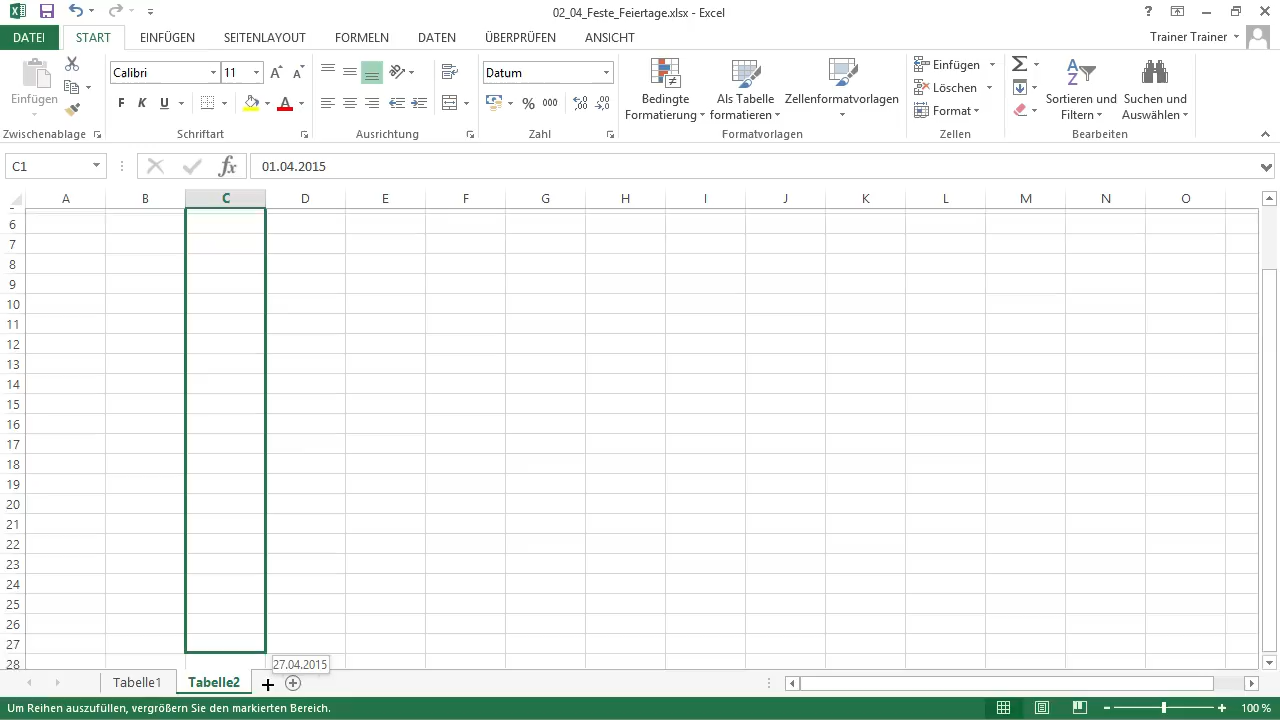 02_04_Feste_Feiertage.xlsx - Excel
DATEI START EINFÜGEN SEITENLAYOUT FORMELN DATEN ÜBERPRÜFEN ANSICHT Trainer Trainer
Einfügen
Zwischenablage
Calibri 11
F K U
Schriftart
Ausrichtung
Datum
% 000
Zahl
Bedingte Formatierung
Als Tabelle formatieren
Zellenformatvorlagen
Formatvorlagen
Einfügen
Löschen
Format
Zellen
Sortieren und Filtern
Suchen und Auswählen
Bearbeiten
C1 fx 01.04.2015
A B C D E F G H I J K L M N O
6
7
8
9
10
11
12
13
14
15
16
17
18
19
20
21
22
23
24
25
26
27
28 27.04.2015
Tabelle1 Tabelle2
Um Reihen auszufüllen, vergrößern Sie den markierten Bereich. 100 %